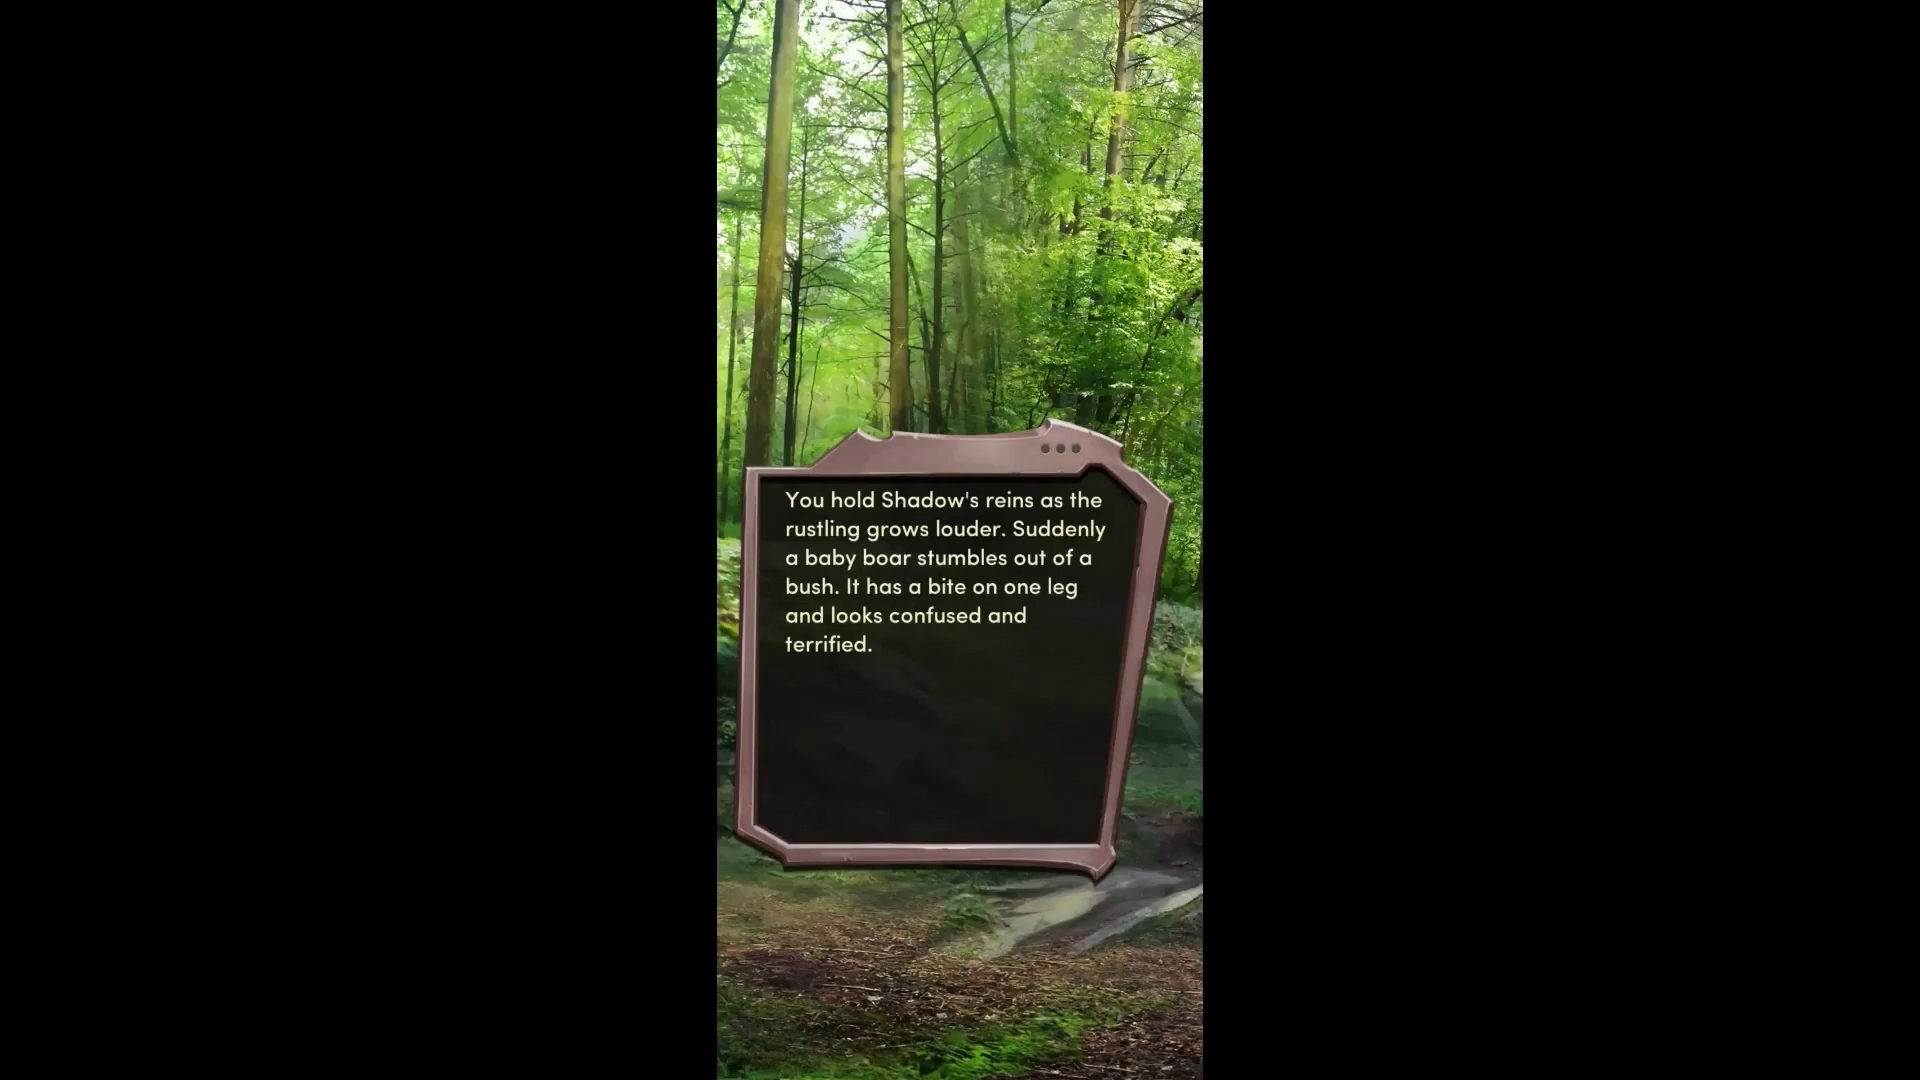 You hold Shadow's reins as the
rustling grows louder. Suddenly
a baby boar stumbles out of a
bush. It has a bite on one leg
and looks confused and
terrified.